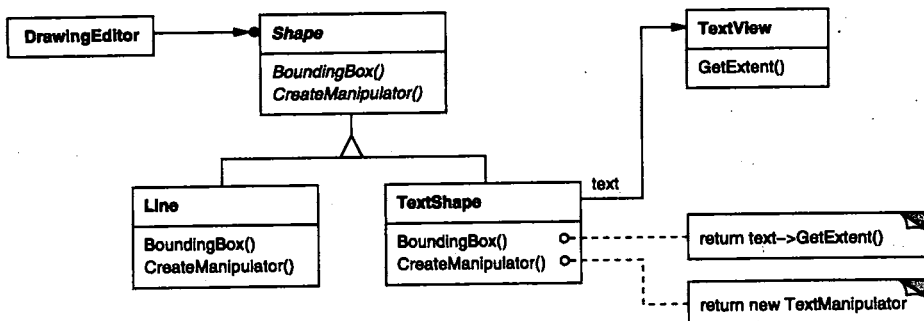 DrawingEditor
Shape
BoundingBox()
CreateManipulator()
TextView
GetExtent()
Line
BoundingBox()
CreateManipulator()
TextShape
BoundingBox()
CreateManipulator()
text
return text->GetExtent()
return new TextManipulator